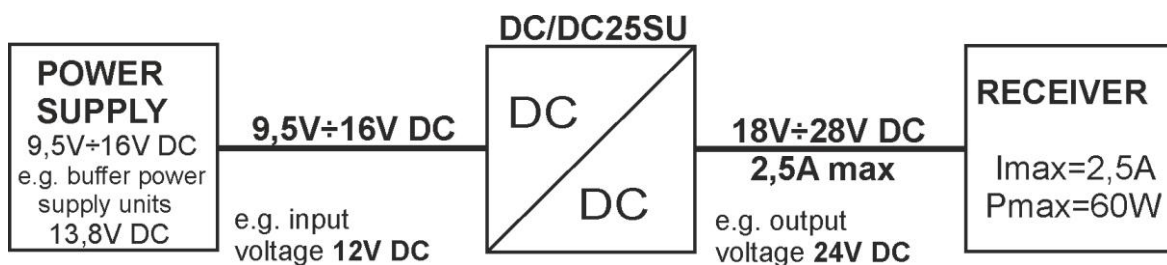 DC/DC25SU
POWER
SUPPLY
9,5V÷16V DC
e.g. buffer power
supply units
13,8V DC
9,5V÷16V DC
e.g. input
voltage 12V DC
DC
DC
18V÷28V DC
2,5A max
e.g. output
voltage 24V DC
RECEIVER
Imax=2,5A
Pmax=60W